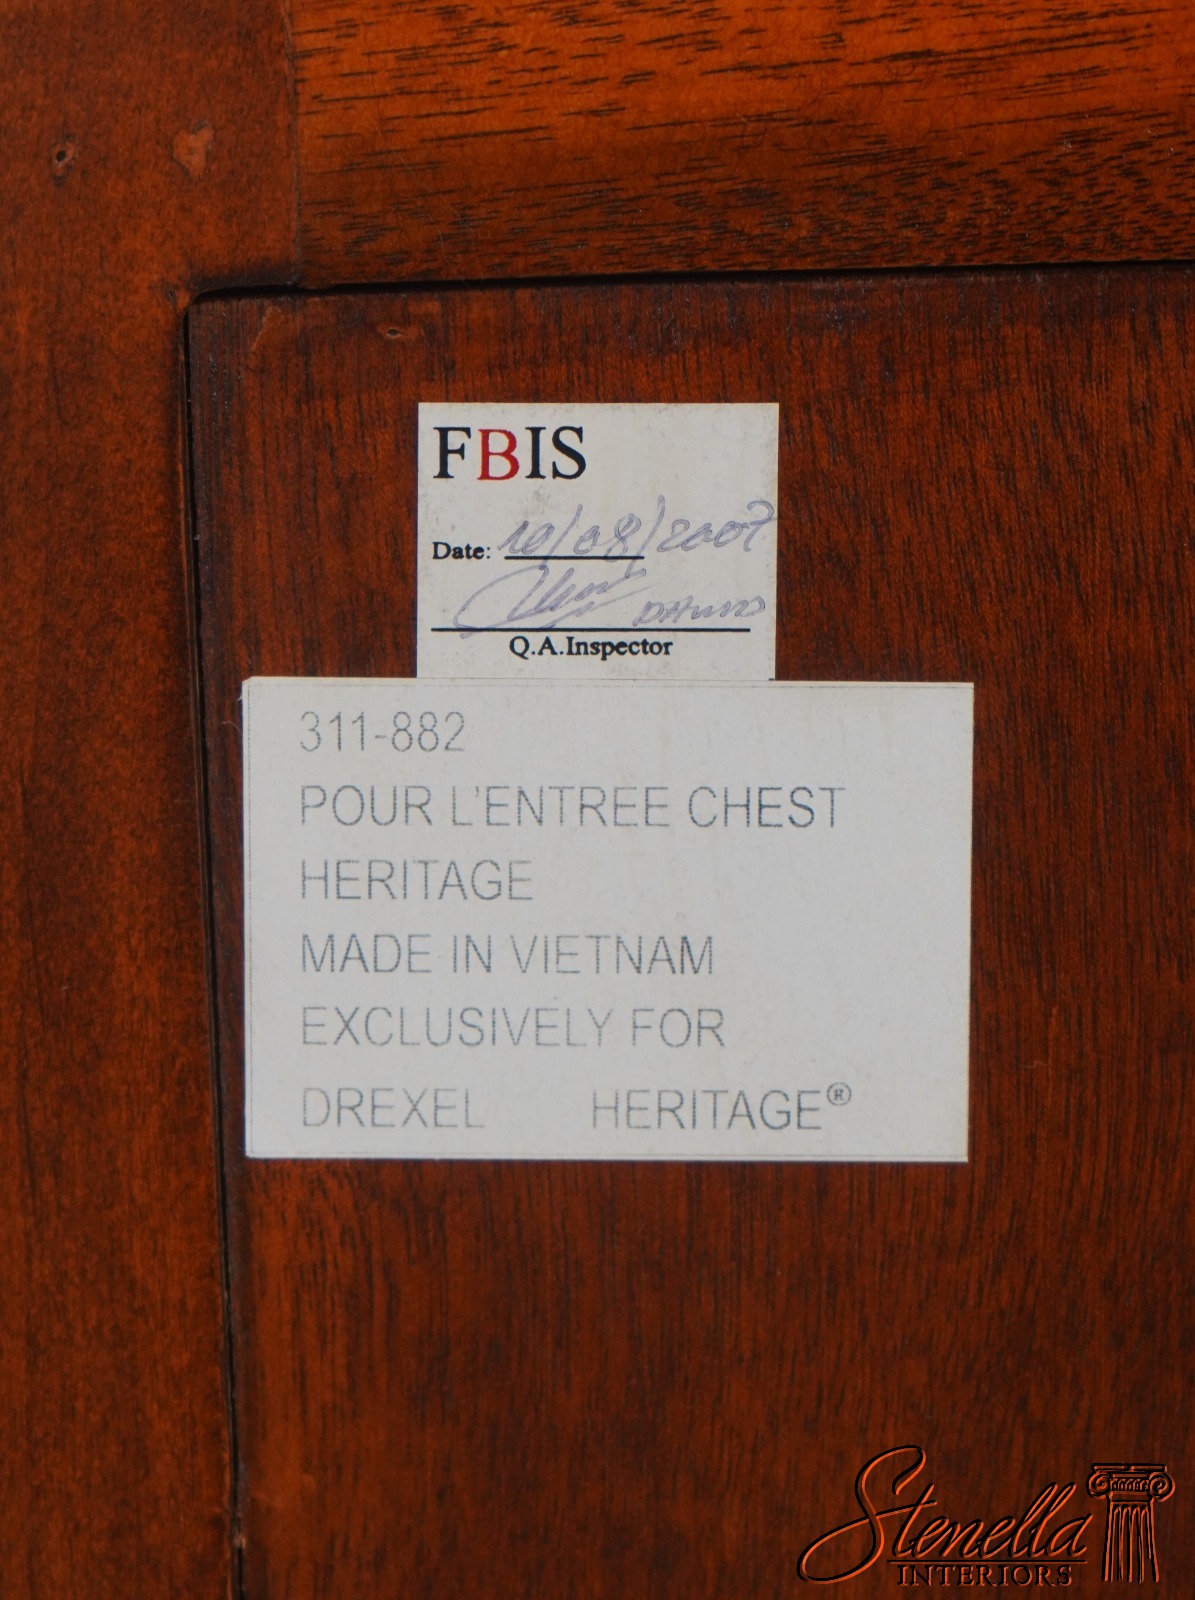 FBIS
Date: 10/08/2007
Q.A.Inspector
311-882
POUR L'ENTREE CHEST
HERITAGE
MADE IN VIETNAM
EXCLUSIVELY FOR
DREXEL HERITAGE®
Stenella
INTERIORS